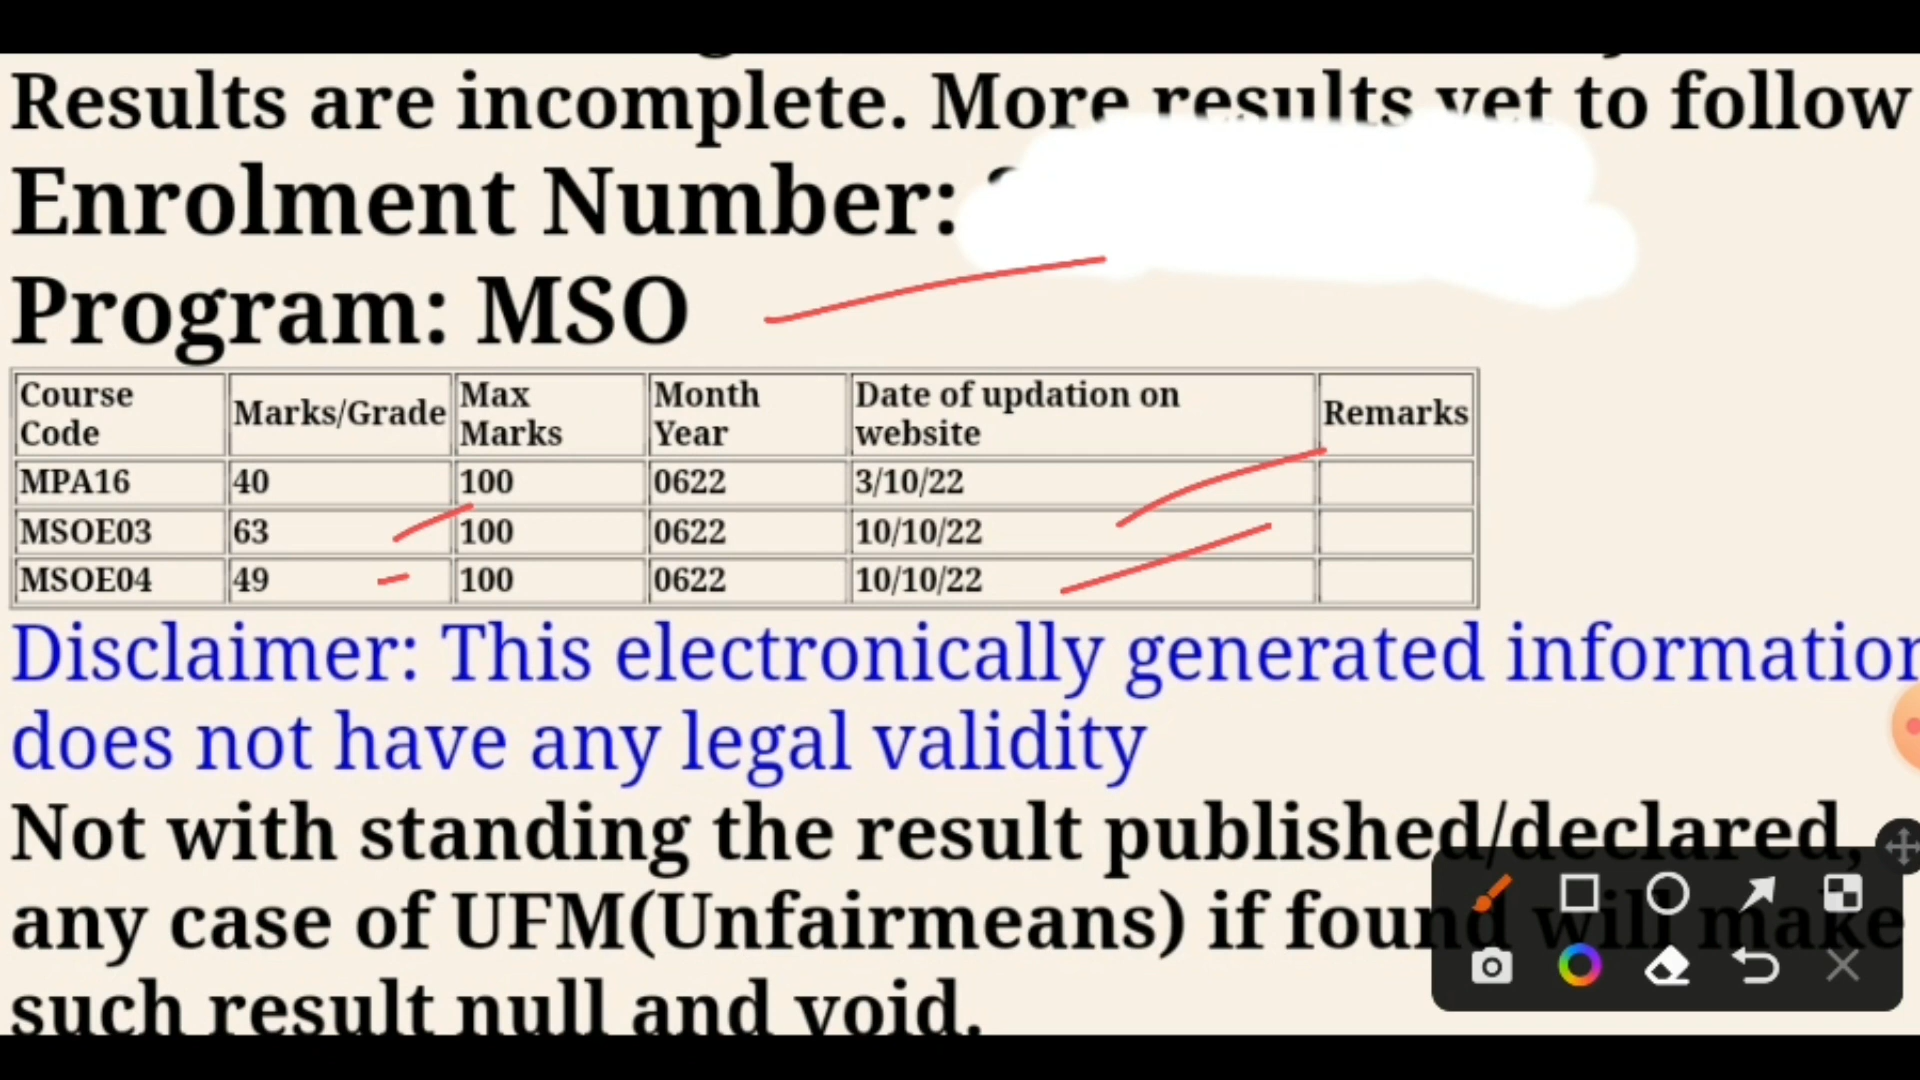 Results are incomplete. More results yet to follow
Enrolment Number:
Program: MSO
Course Code Marks/Grade Max Marks Month Year Date of updation on website Remarks
MPA16 40 100 0622 3/10/22
MSOE03 63 100 0622 10/10/22
MSOE04 49 100 0622 10/10/22
Disclaimer: This electronically generated information
does not have any legal validity
Not with standing the result published/declared,
any case of UFM(Unfairmeans) if found will make
such result null and void.